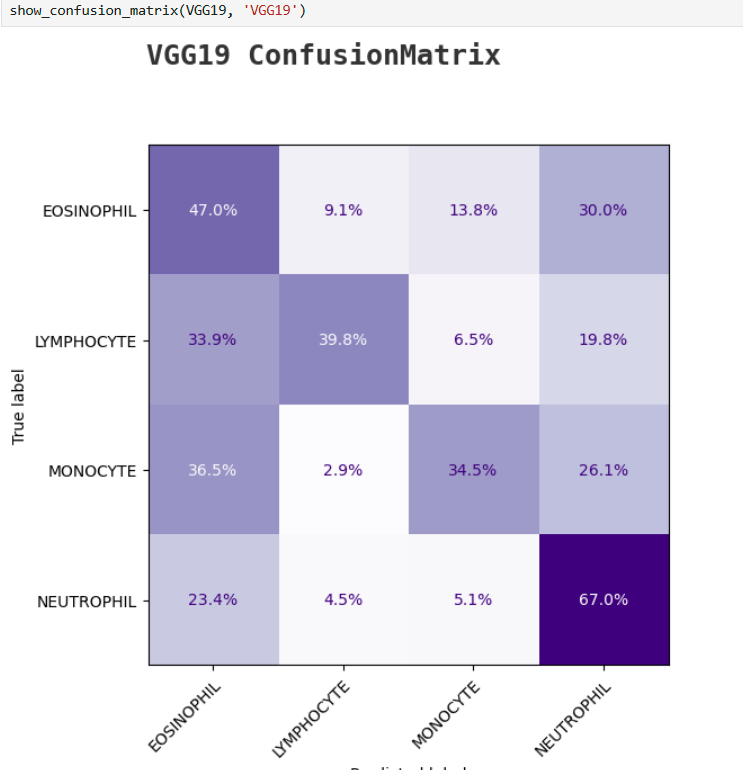 show_confusion_matrix(VGG19, 'VGG19')
VGG19 ConfusionMatrix
EOSINOPHIL 47.0% 9.1% 13.8% 30.0%
LYMPHOCYTE 33.9% 39.8% 6.5% 19.8%
True label
MONOCYTE 36.5% 2.9% 34.5% 26.1%
NEUTROPHIL 23.4% 4.5% 5.1% 67.0%
EOSINOPHIL LYMPHOCYTE MONOCYTE NEUTROPHIL